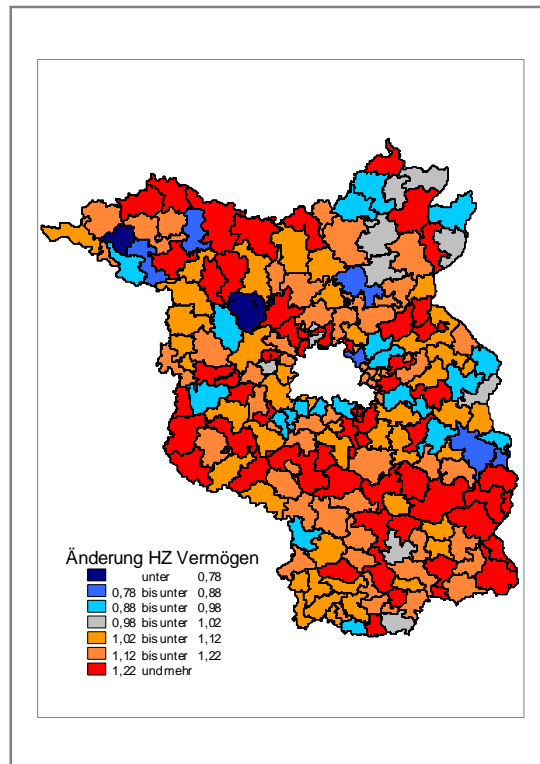 Änderung HZ Vermögen
unter 0,78
0,78 bis unter 0,88
0,88 bis unter 0,98
0,98 bis unter 1,02
1,02 bis unter 1,12
1,12 bis unter 1,22
1,22 und mehr